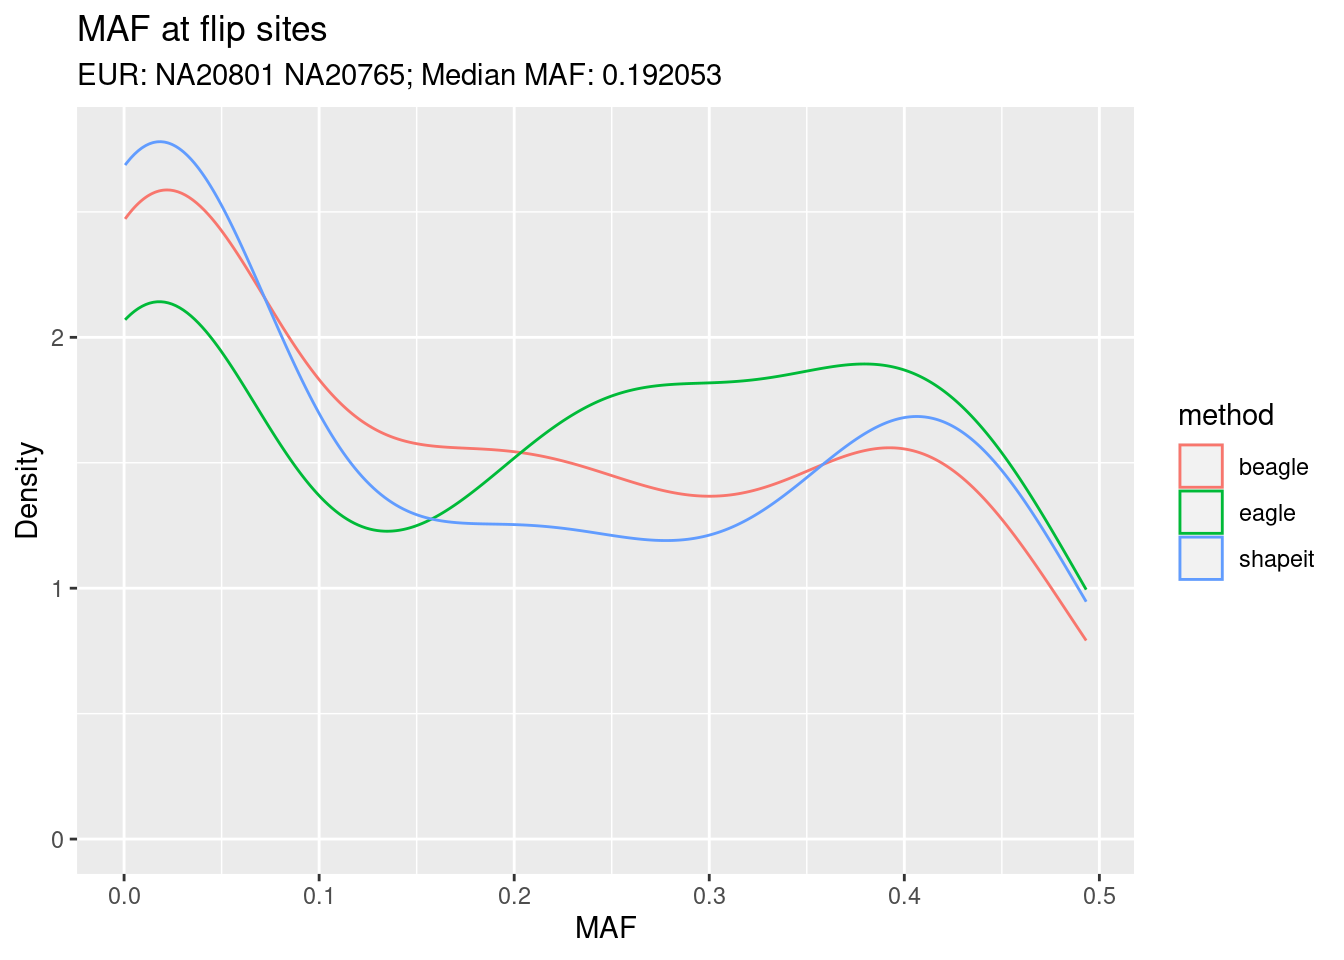 MAF at flip sites
EUR: NA20801 NA20765; Median MAF: 0.192053
Density
2
1
0
0.0 0.1 0.2 0.3 0.4 0.5
MAF
method
beagle
eagle
shapeit